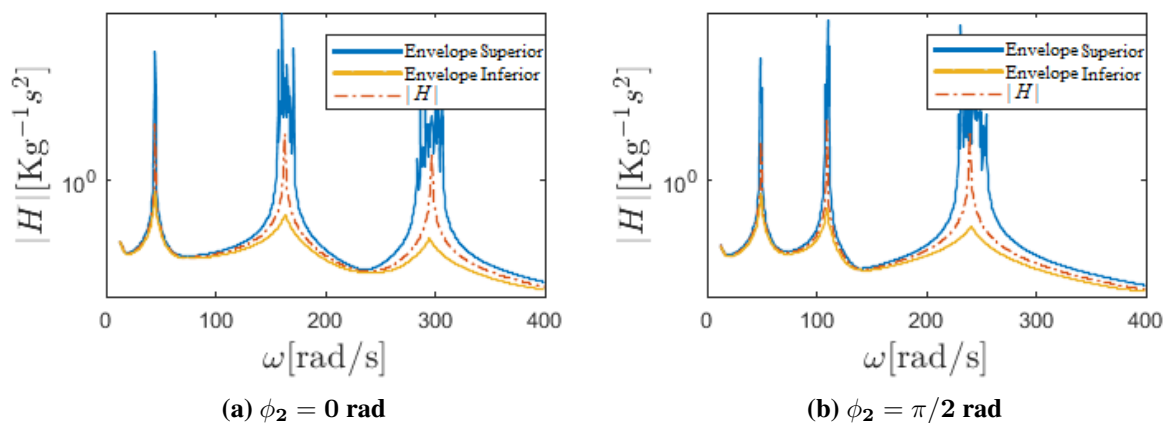 |H|[Kg⁻¹s²]
10⁰
Envelope Superior
Envelope Inferior
|H|
0 100 200 300 400
ω[rad/s]
(a) ϕ₂ = 0 rad
|H|[Kg⁻¹s²]
10⁰
Envelope Superior
Envelope Inferior
|H|
0 100 200 300 400
ω[rad/s]
(b) ϕ₂ = π/2 rad